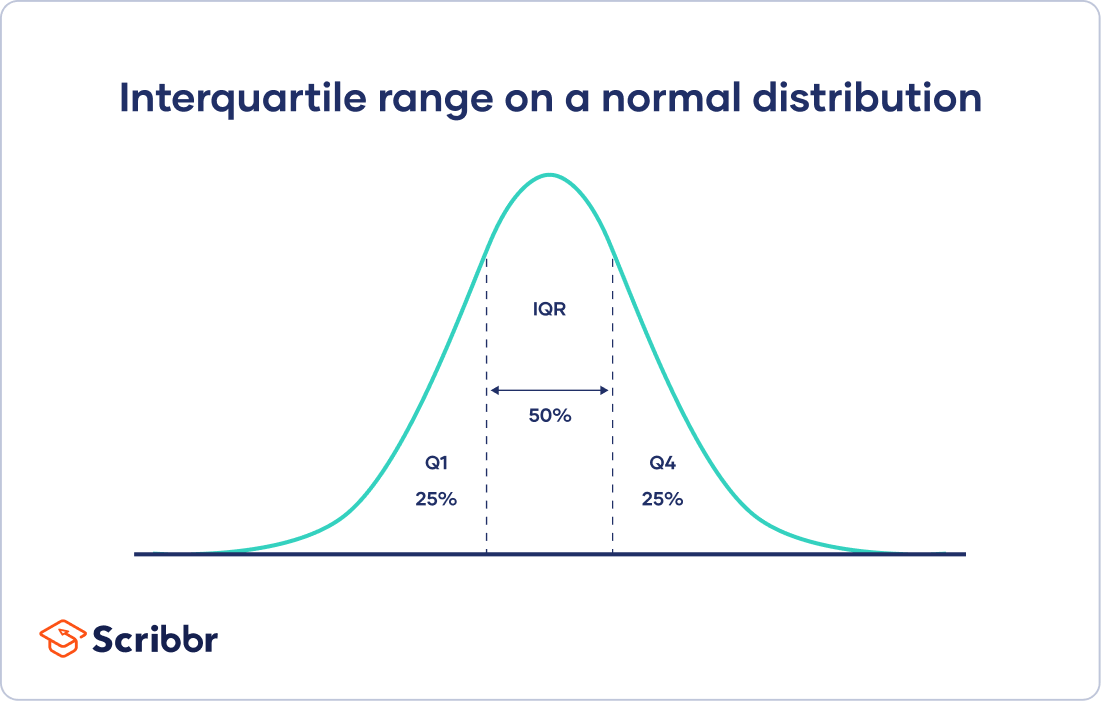 Interquartile range on a normal distribution
IQR
50%
Q1
25%
Q4
25%
Scribbr